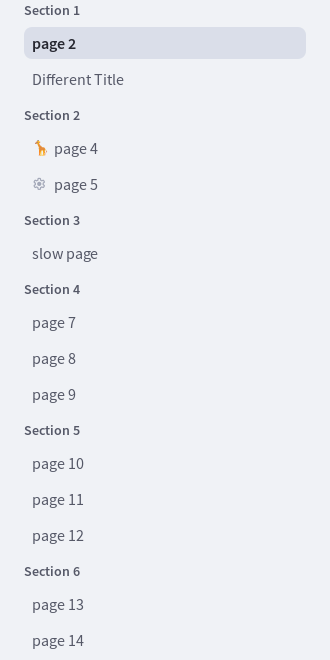 Section 1
page 2
Different Title
Section 2
page 4
page 5
Section 3
slow page
Section 4
page 7
page 8
page 9
Section 5
page 10
page 11
page 12
Section 6
page 13
page 14